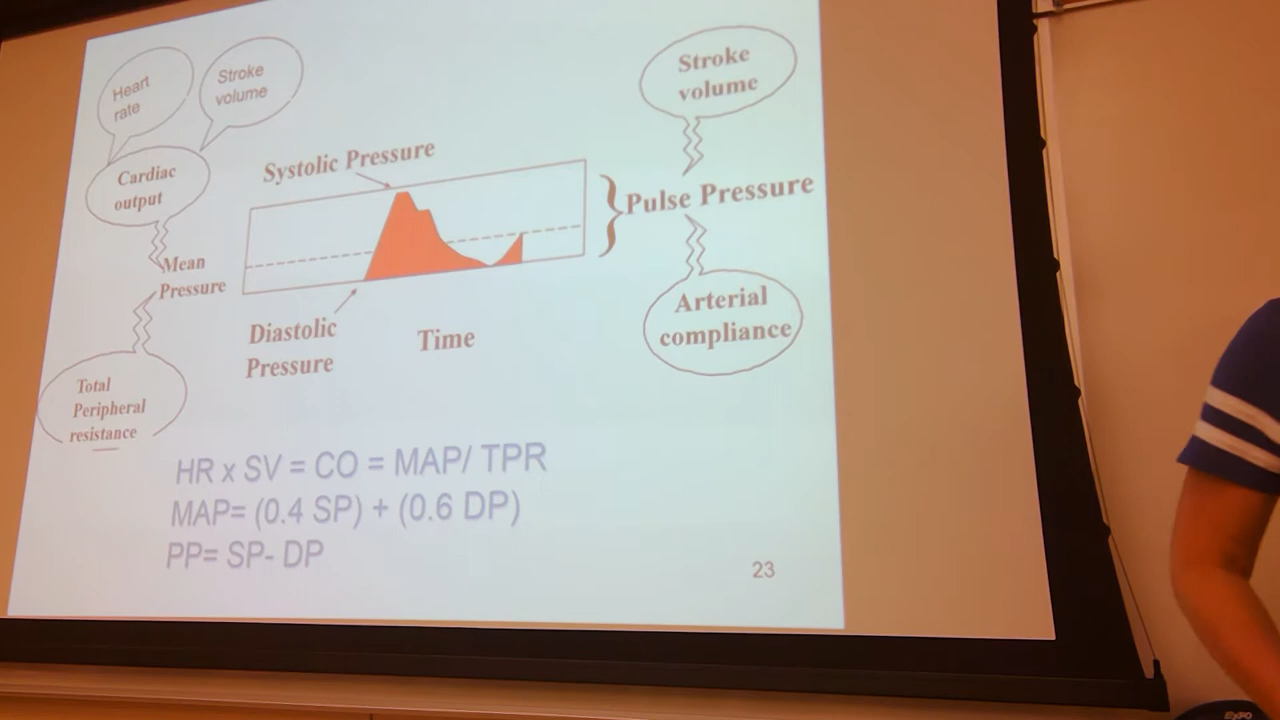 Heart
rate
Stroke
volume
Cardiac
output
Mean
Pressure
Total
Peripheral
resistance
Systolic Pressure
Diastolic
Pressure
Time
Stroke
volume
Pulse Pressure
Arterial
compliance
HR x SV = CO = MAP/ TPR
MAP= (0.4 SP) + (0.6 DP)
PP= SP- DP
23
EXPO